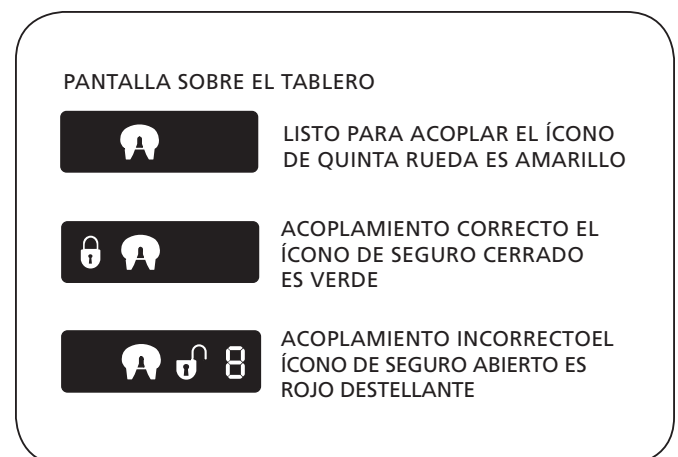 PANTALLA SOBRE EL TABLERO
LISTO PARA ACOPLAR EL ÍCONO
DE QUINTA RUEDA ES AMARILLO
ACOPLAMIENTO CORRECTO EL
ÍCONO DE SEGURO CERRADO
ES VERDE
8
ACOPLAMIENTO INCORRECTOEL
ÍCONO DE SEGURO ABIERTO ES
ROJO DESTELLANTE